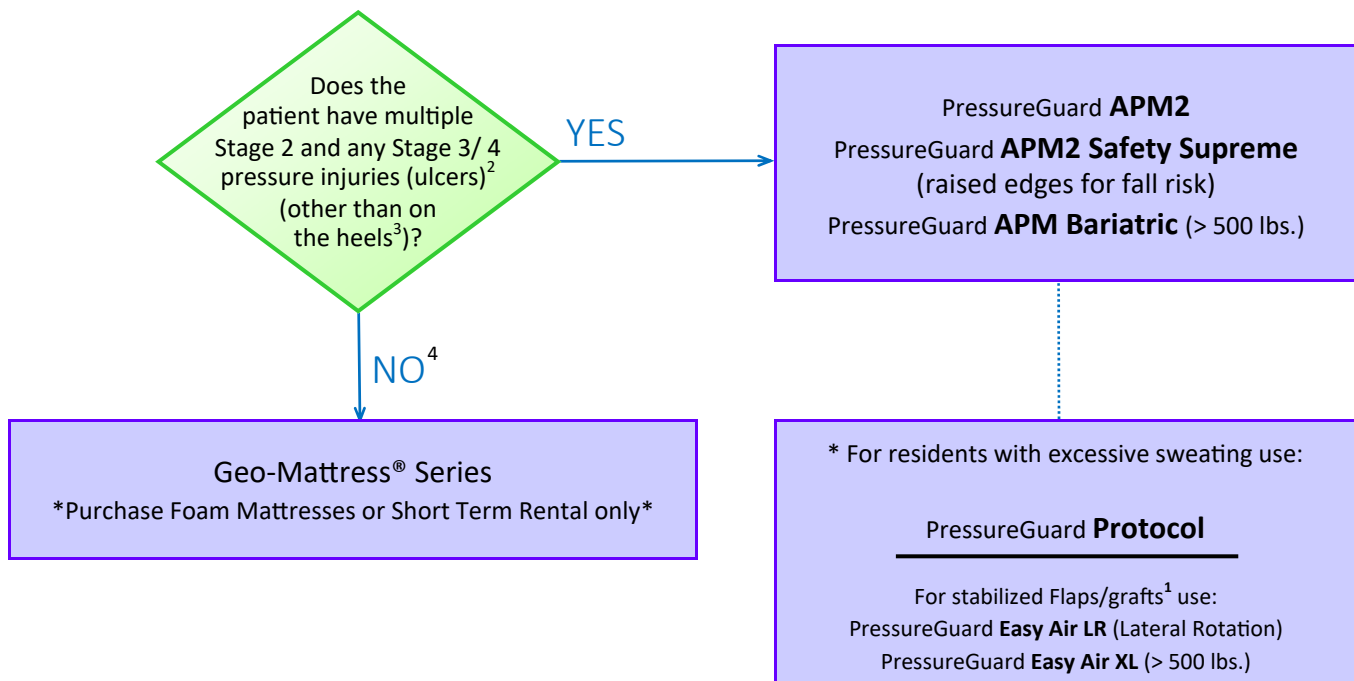 Does the
patient have multiple
Stage 2 and any Stage 3/ 4
pressure injuries (ulcers)2
(other than on
the heels3)?
YES
PressureGuard APM2
PressureGuard APM2 Safety Supreme
(raised edges for fall risk)
PressureGuard APM Bariatric (> 500 lbs.)
NO4
Geo-Mattress® Series
*Purchase Foam Mattresses or Short Term Rental only*
* For residents with excessive sweating use:
PressureGuard Protocol
For stabilized Flaps/grafts1 use:
PressureGuard Easy Air LR (Lateral Rotation)
PressureGuard Easy Air XL (> 500 lbs.)